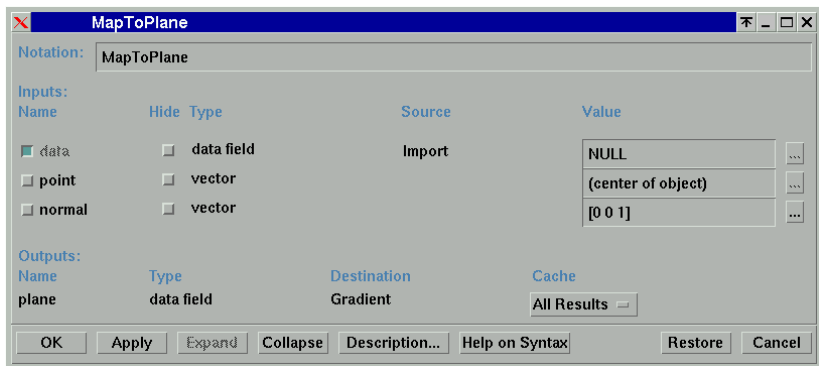 MapToPlane
Notation: MapToPlane
Inputs:
Name Hide Type Source Value
data data field Import NULL ...
point vector (center of object) ...
normal vector [0 0 1] ...
Outputs:
Name Type Destination Cache
plane data field Gradient All Results
OK Apply Expand Collapse Description... Help on Syntax Restore Cancel